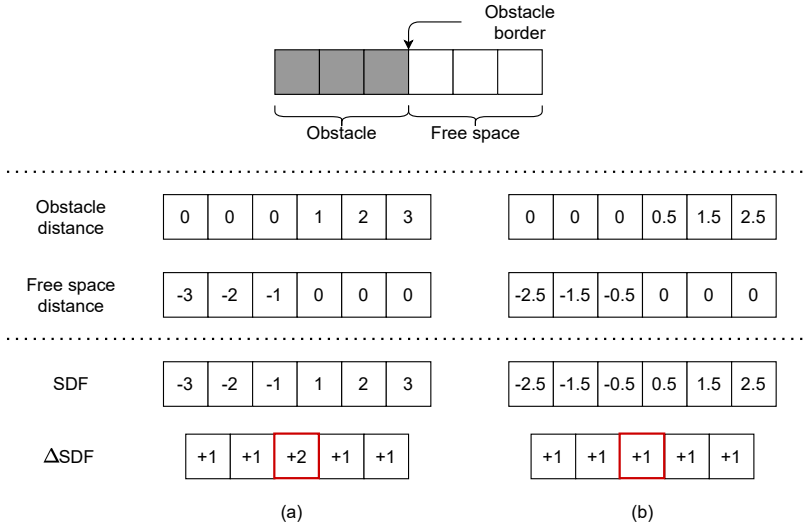 Obstacle
border
Obstacle Free space
Obstacle
distance
0 0 0 1 2 3
0 0 0 0.5 1.5 2.5
Free space
distance
-3 -2 -1 0 0 0
-2.5 -1.5 -0.5 0 0 0
SDF
-3 -2 -1 1 2 3
-2.5 -1.5 -0.5 0.5 1.5 2.5
ΔSDF
+1 +1 +2 +1 +1
+1 +1 +1 +1 +1
(a) (b)